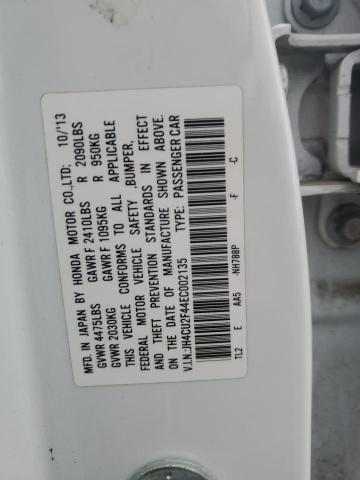 MFD. IN JAPAN BY HONDA MOTOR CO.,LTD. 10/'13
GVWR 4475LBS GAWR F 2410LBS R 2090LBS
GVWR 2030KG GAWR F 1095KG R 950KG
THIS VEHICLE CONFORMS TO ALL APPLICABLE
FEDERAL MOTOR VEHICLE SAFETY ,BUMPER,
AND THEFT PREVENTION STANDARDS IN EFFECT
ON THE DATE OF MANUFACTURE SHOWN ABOVE.
V.I.N.:JH4CU2F44EC002135 TYPE: PASSENGER CAR
TL2 E AA5 -NH788P -F -C